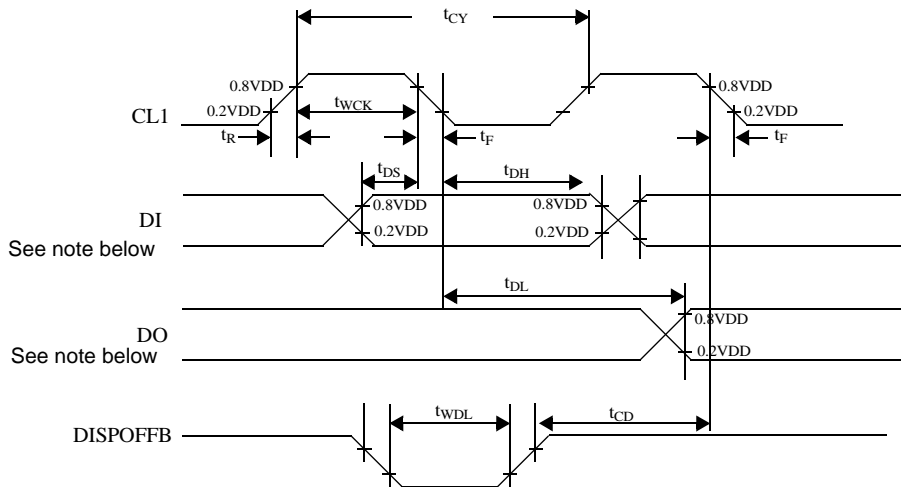 tCY
0.8VDD
0.8VDD
CL1
0.2VDD
tWCK
0.2VDD
tR
tF
tF
tDS
tDH
0.8VDD
0.8VDD
DI
0.2VDD
0.2VDD
See note below
tDL
DO
0.8VDD
See note below
0.2VDD
tWDL
tCD
DISPOFFB